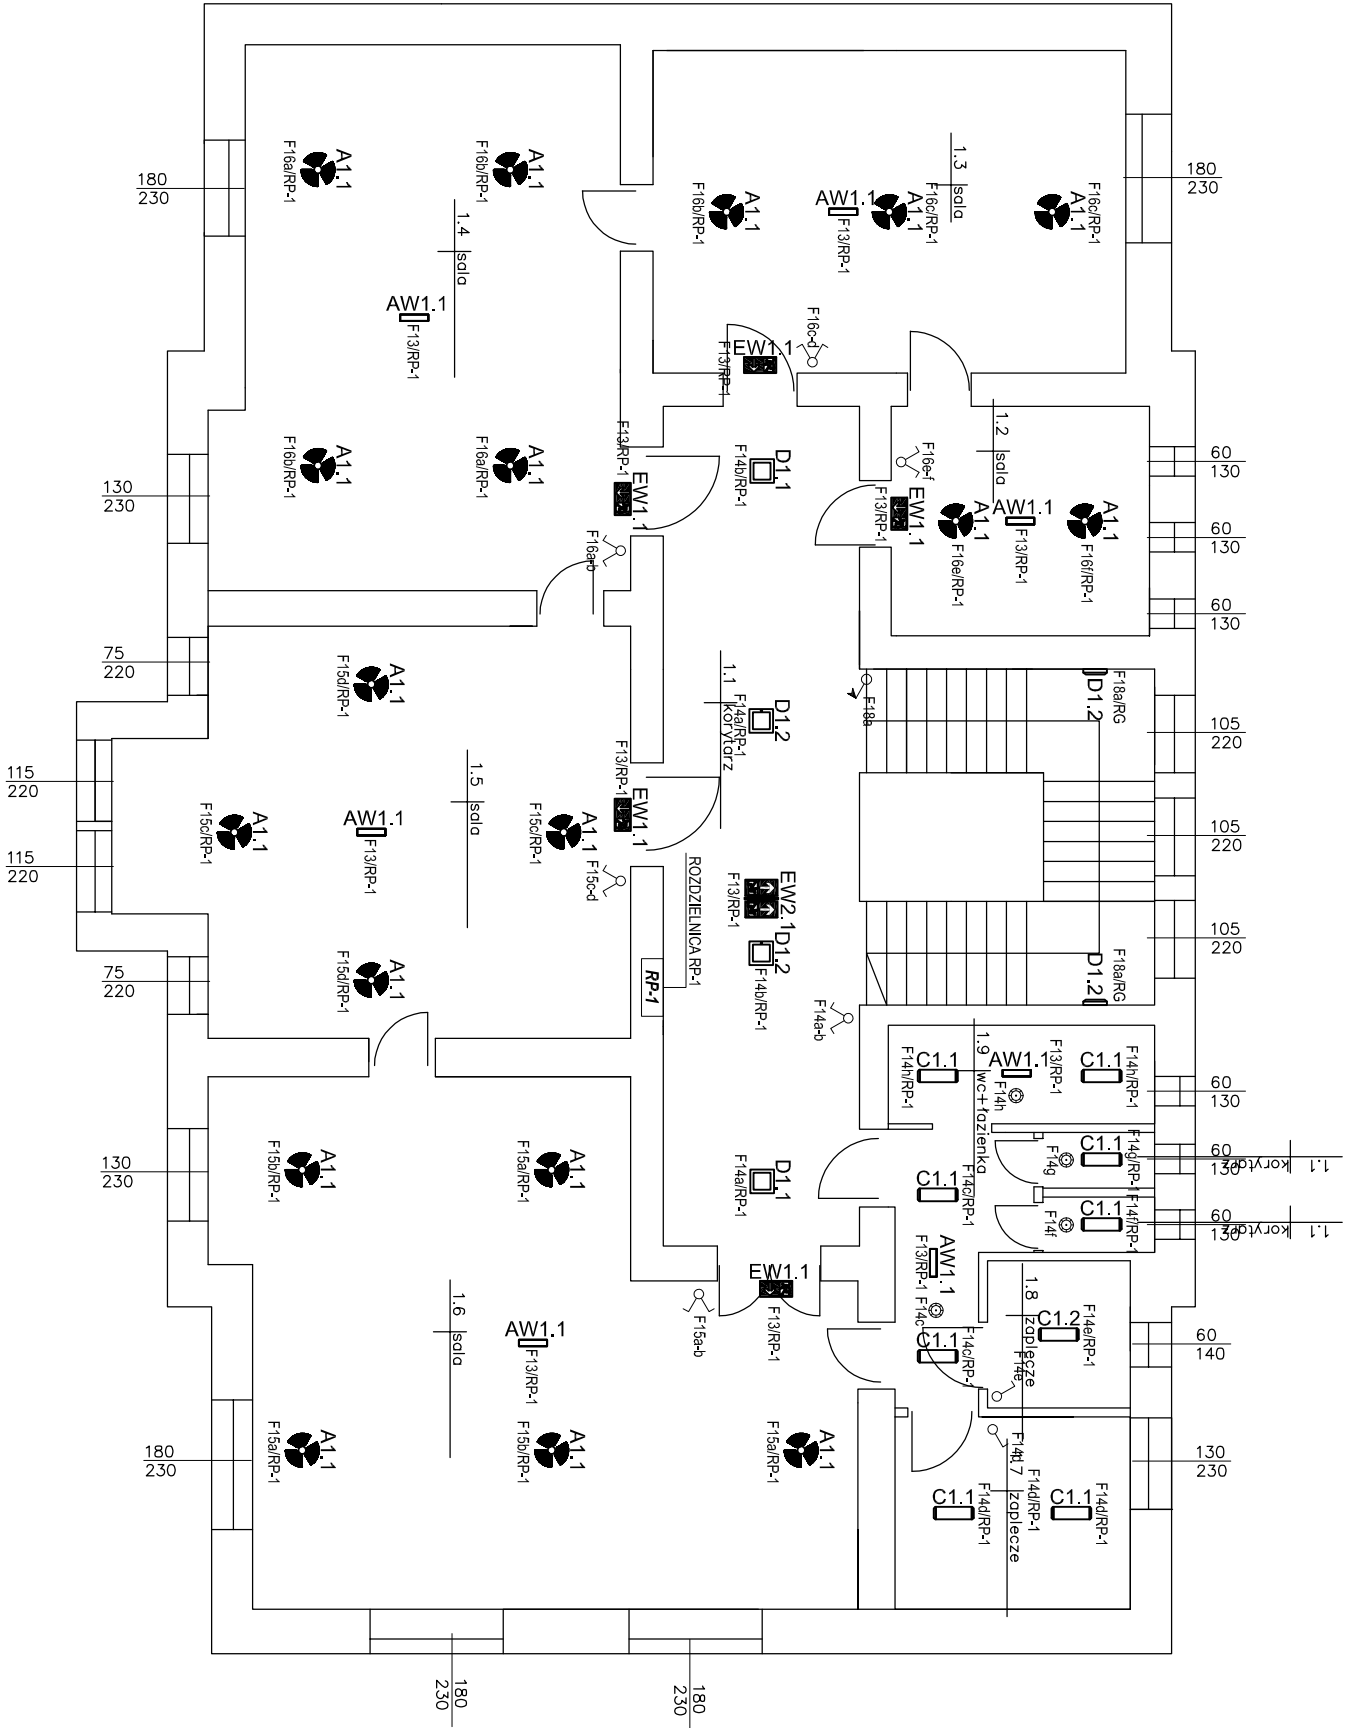 180
230
A1.1
F16a/RP-1
A1.1
F16b/RP-1
1.4
sala
AW1.1
F13/RP-1
A1.1
F16b/RP-1
A1.1
F16a/RP-1
F13/RP-1
EW1.1
F16a-b
1.3
sala
A1.1
F16b/RP-1
AW1.1
F13/RP-1
A1.1
F16c/RP-1
A1.1
F16c/RP-1
180
230
F16c-d
EW1.1
F13/RP-1
D1.1
F14b/RP-1
1.2
sala
F16e-f
EW1.1
F13/RP-1
A1.1
F16e/RP-1
AW1.1
F13/RP-1
A1.1
F16f/RP-1
60
130
60
130
60
130
130
230
75
220
115
220
115
220
75
220
A1.1
F15d/RP-1
1.5
sala
A1.1
F15c/RP-1
AW1.1
F13/RP-1
A1.1
F15c/RP-1
F13/RP-1
EW1.1
F15c-d
A1.1
F15d/RP-1
1.1
korytarz
D1.2
F14a/RP-1
F18a
F18a/RG
D1.2
105
220
105
220
105
220
F18a/RG
D1.2
ROZDZIELNICA RP-1
RP-1
EW2.1
F13/RP-1
D1.2
F14b/RP-1
F14a-b
1.9
wc+łazienka
C1.1
F14h/RP-1
AW1.1
F13/RP-1
F14h
C1.1
F14h/RP-1
60
130
C1.1
F14g/RP-1
F14g
60
130
1.1
korytarz
C1.1
F14f/RP-1
F14f
60
130
1.1
korytarz
C1.1
F14c/RP-1
D1.1
F14a/RP-1
AW1.1
F13/RP-1
F14c
C1.1
F14c/RP-1
1.8
zaplecze
C1.2
F14e/RP-1
F14e
60
140
130
230
A1.1
F15b/RP-1
A1.1
F15a/RP-1
EW1.1
F13/RP-1
F15a-b
1.6
sala
AW1.1
F13/RP-1
180
230
A1.1
F15a/RP-1
A1.1
F15b/RP-1
A1.1
F15a/RP-1
F14d
1.7
zaplecze
C1.1
F14d/RP-1
F14d/RP-1
C1.1
F14d/RP-1
130
230
180
230
180
230